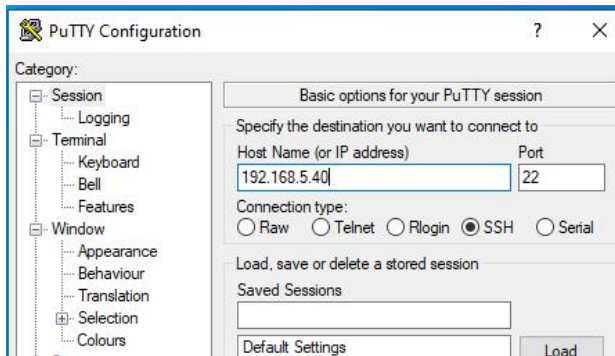 PuTTY Configuration ? ×
Category:
Session
Logging
Terminal
Keyboard
Bell
Features
Window
Appearance
Behaviour
Translation
Selection
Colours
Basic options for your PuTTY session
Specify the destination you want to connect to
Host Name (or IP address) Port
192.168.5.40 22
Connection type:
Raw Telnet Rlogin SSH Serial
Load, save or delete a stored session
Saved Sessions
Default Settings Load